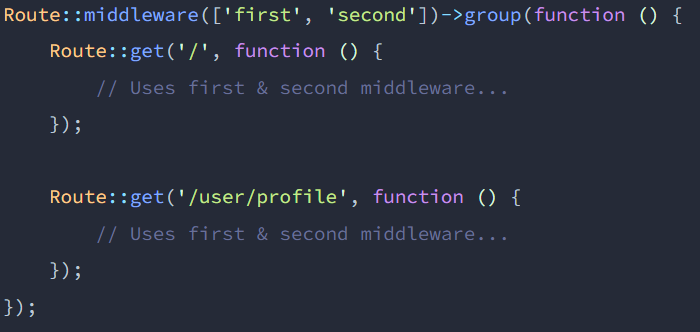 Route::middleware(['first', 'second'])->group(function () {
    Route::get('/', function () {
        // Uses first & second middleware...
    });

    Route::get('/user/profile', function () {
        // Uses first & second middleware...
    });
});